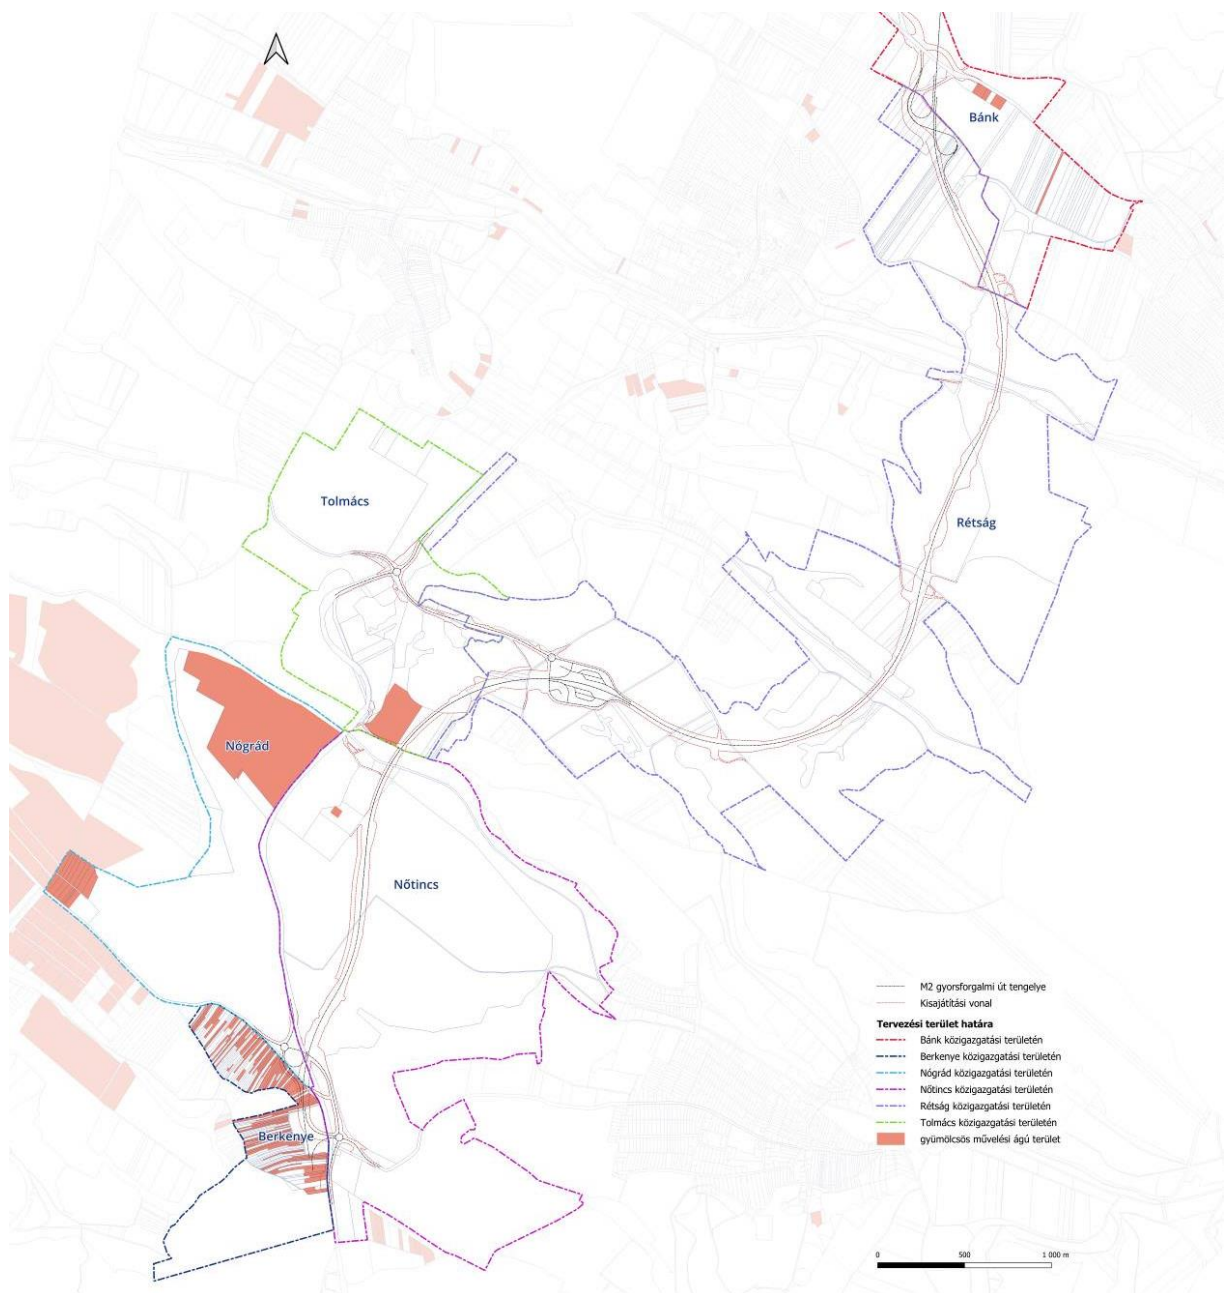 Bánk
Tolmács
Rétság
Nógrád
Nőtincs
Berkenye
M2 gyorsforgalmi út tengelye
Kisajátítási vonal
Tervezési terület határa
Bánk közigazgatási területén
Berkenye közigazgatási területén
Nógrád közigazgatási területén
Nőtincs közigazgatási területén
Rétság közigazgatási területén
Tolmács közigazgatási területén
gyümölcsös művelési ágú terület
0 500 1 000 m